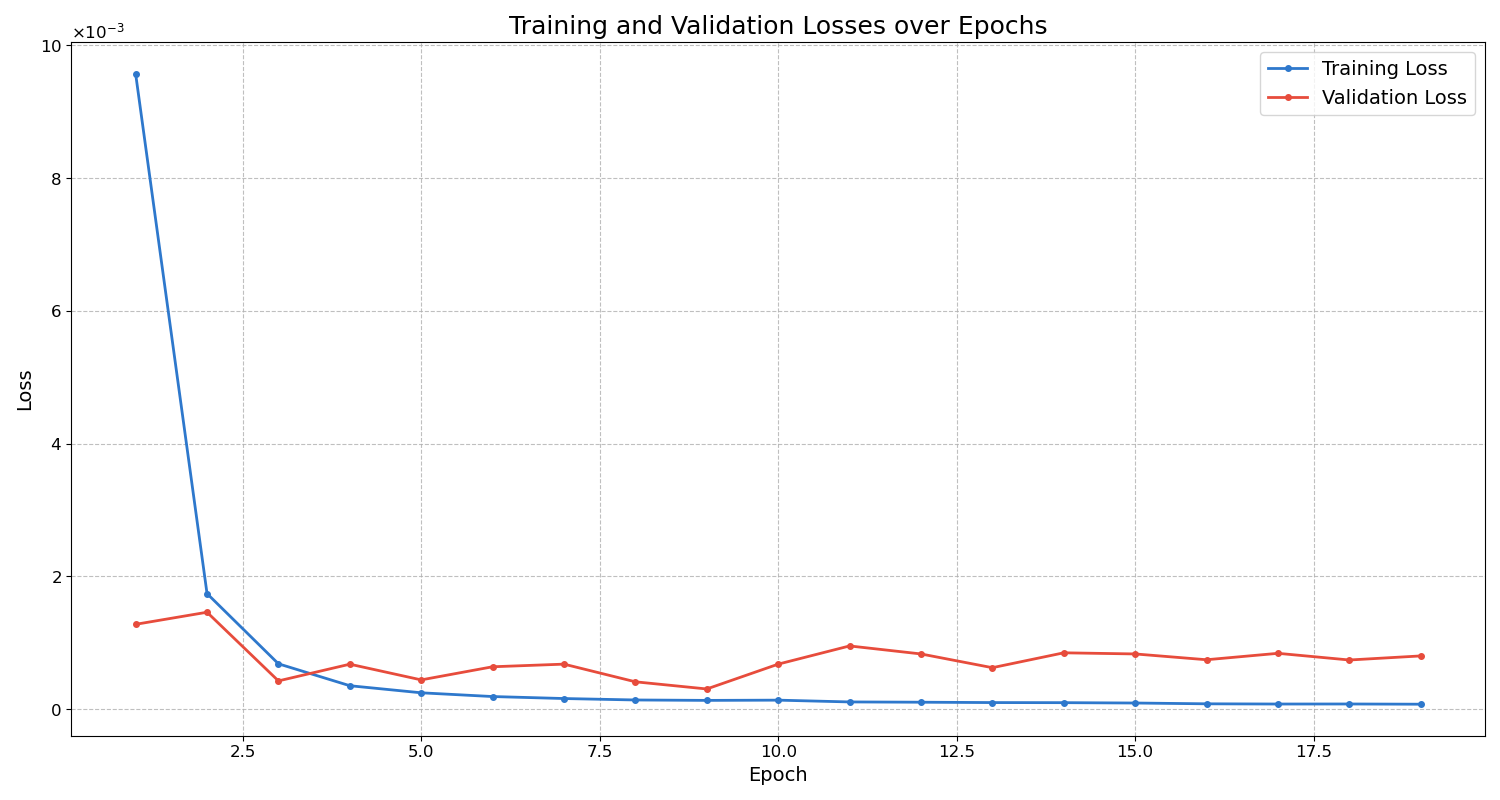 Training and Validation Losses over Epochs
×10⁻³
10
8
6
4
2
0
Loss
Training Loss
Validation Loss
2.5 5.0 7.5 10.0 12.5 15.0 17.5
Epoch